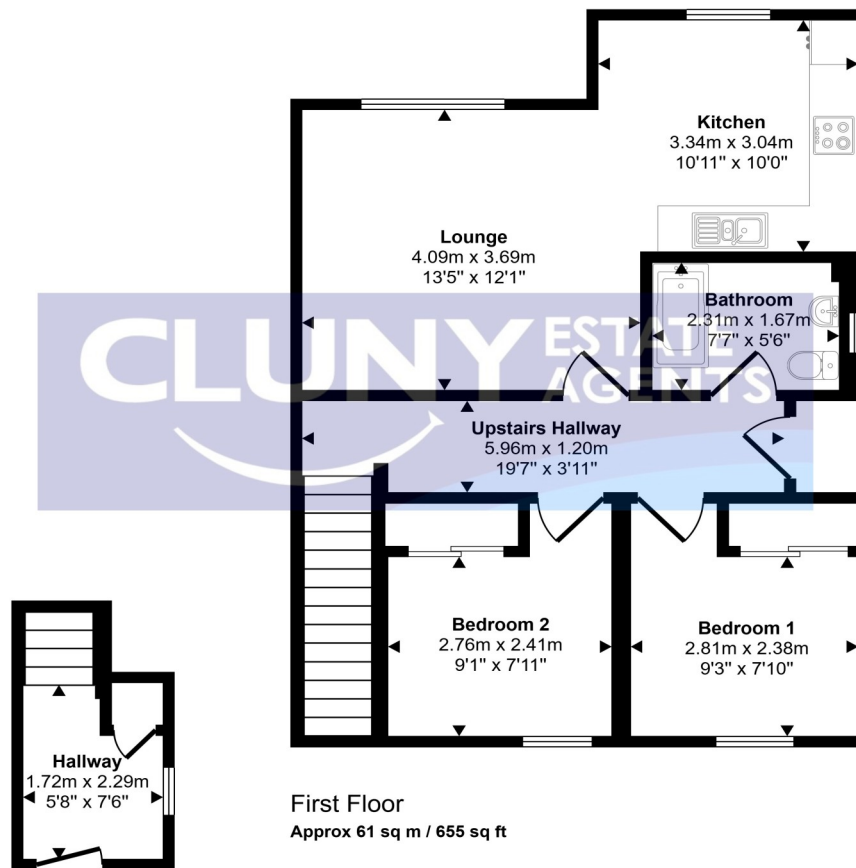 Kitchen
3.34m x 3.04m
10'11" x 10'0"
Lounge
4.09m x 3.69m
13'5" x 12'1"
Bathroom
2.31m x 1.67m
7'7" x 5'6"
CLUNY ESTATE
AGENTS
Upstairs Hallway
5.96m x 1.20m
19'7" x 3'11"
Bedroom 2
2.76m x 2.41m
9'1" x 7'11"
Bedroom 1
2.81m x 2.38m
9'3" x 7'10"
Hallway
1.72m x 2.29m
5'8" x 7'6"
First Floor
Approx 61 sq m / 655 sq ft